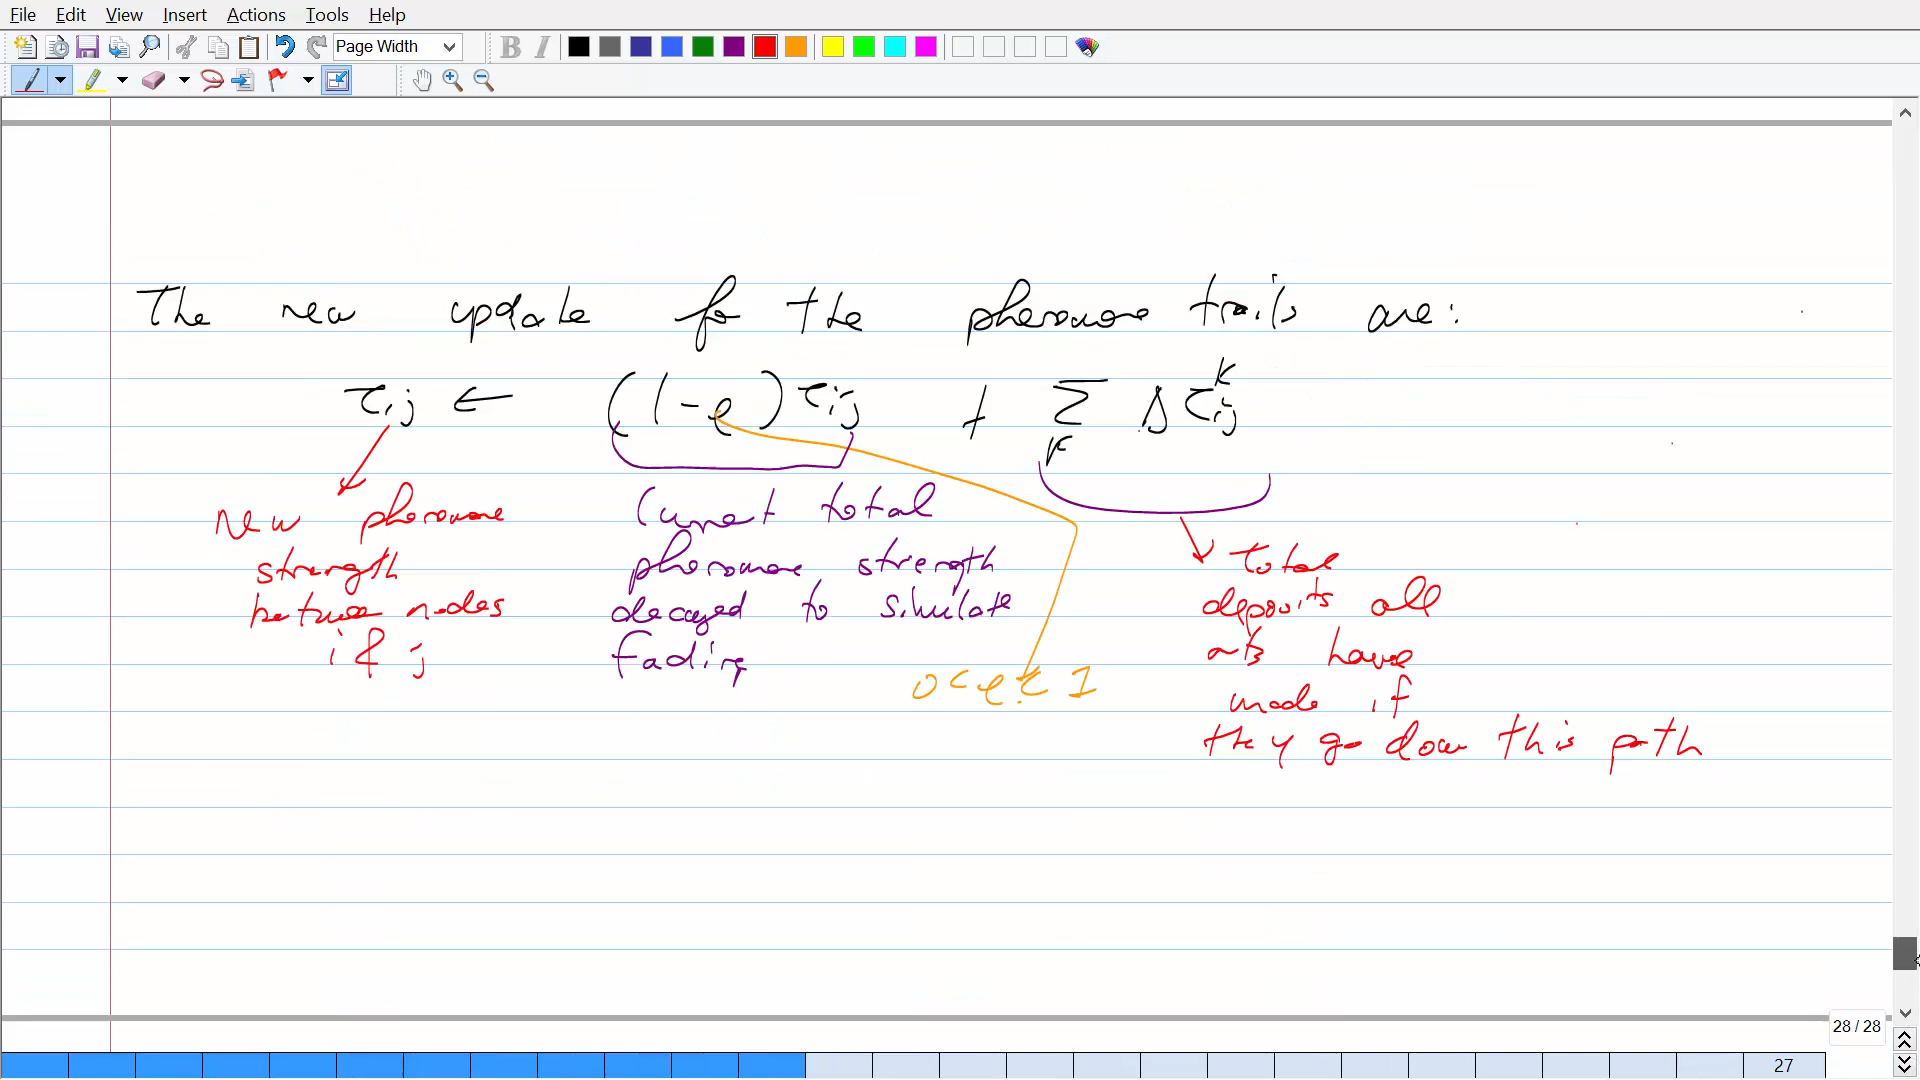 File Edit View Insert Actions Tools Help
Page Width
B I
The new update for the pheromone trails are:
τij ← (1-ρ)τij + Σk Δτij^k
New pheromone strength between nodes i & j
Current total pheromone strength decayed to simulate fading
0 < ρ < 1
Total deposits all ants have made if they go down this path
28 / 28
27